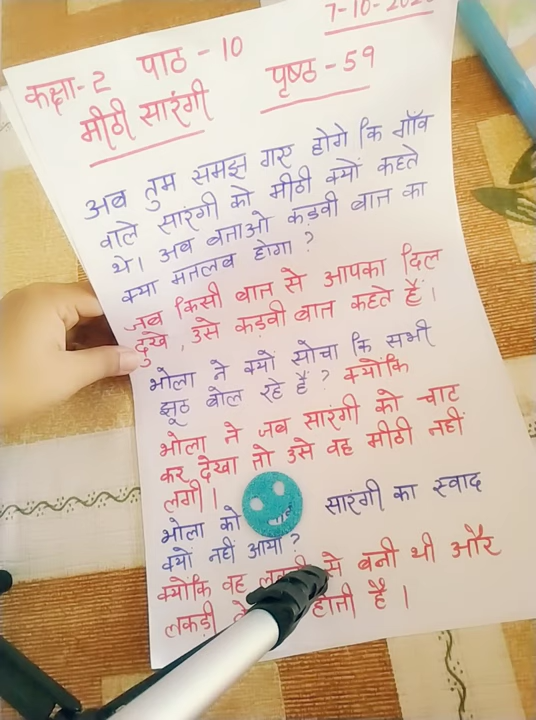 7-10-202
कक्षा-2 पाठ - 10
मीठी सारंगी पृष्ठ - 59
अब तुम समझ गए होगे कि गाँव
वाले सारंगी को मीठी क्यों कहते
थे। अब बताओ कड़वी बात का
क्या मतलब होगा ?
जब किसी बात से आपका दिल
दुखे , उसे कड़वी बात कहते हैं।
भोला ने क्यों सोचा कि सभी
झूठ बोल रहे हैं ? क्योंकि
भोला ने जब सारंगी को चाट
कर देखा तो उसे वह मीठी नहीं
लगी।
भोला को सारंगी का स्वाद
क्यों नहीं आया ?
क्योंकि वह से बनी थी और
लकड़ी होती है।